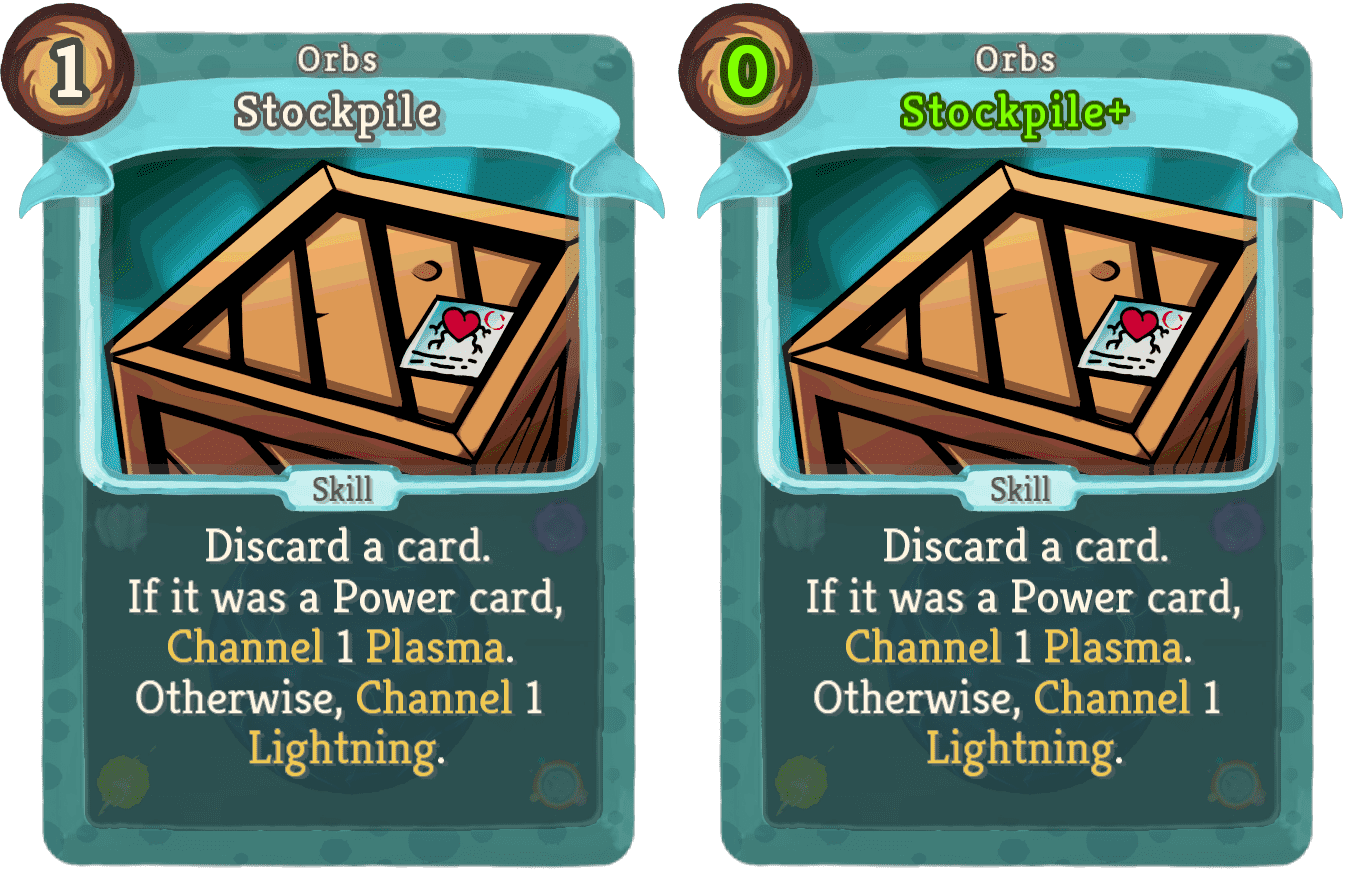 1
Orbs
Stockpile
Skill
Discard a card.
If it was a Power card,
Channel 1 Plasma.
Otherwise, Channel 1
Lightning.
0
Orbs
Stockpile+
Skill
Discard a card.
If it was a Power card,
Channel 1 Plasma.
Otherwise, Channel 1
Lightning.